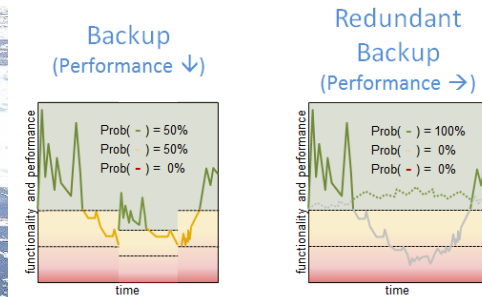 Backup
(Performance ↓)
functionality and performance
Prob( - ) = 50%
Prob( - ) = 50%
Prob( - ) = 0%
time
Redundant
Backup
(Performance →)
functionality and performance
Prob( - ) = 100%
Prob( - ) = 0%
Prob( - ) = 0%
time